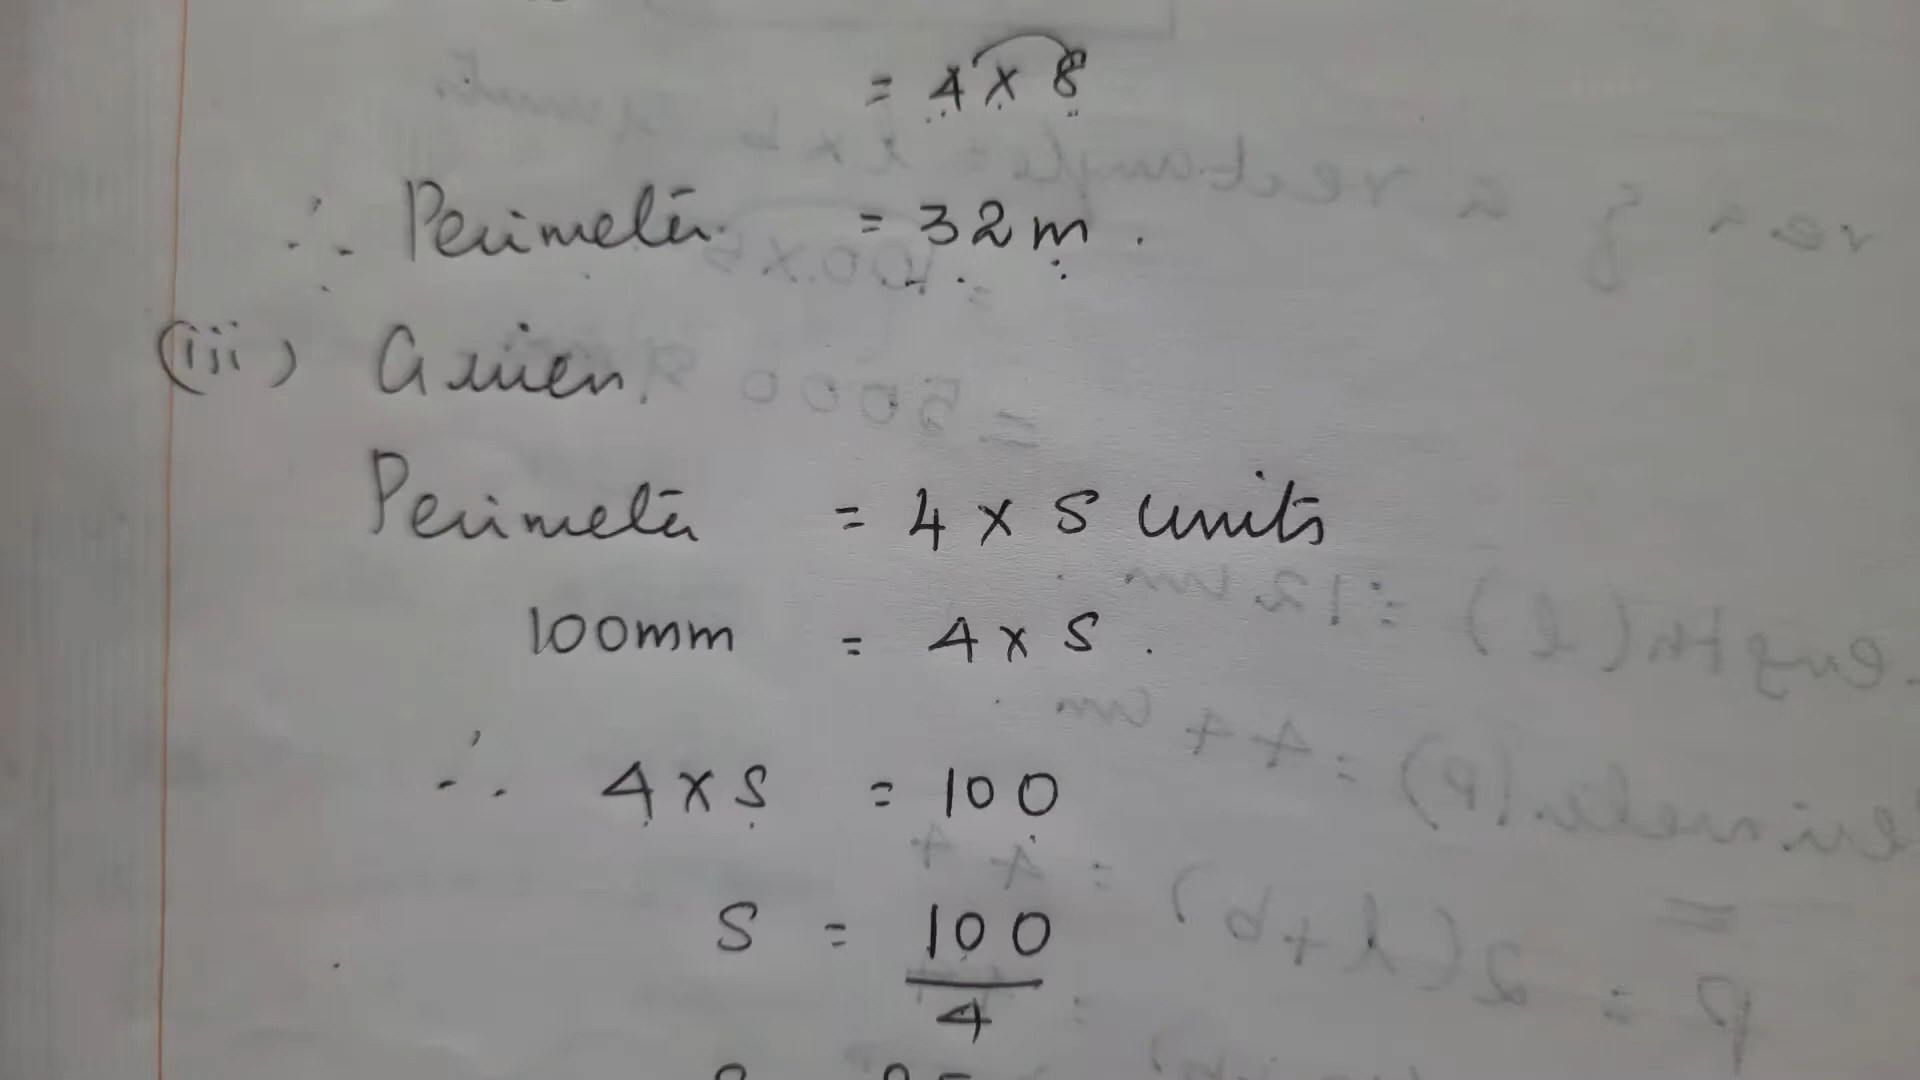 = 4 x 8
∴ Perimeter = 32 m.
(iii) Given,
Perimeter = 4 x S units
100mm = 4 x S.
∴ 4 x S = 100
S = 100
4